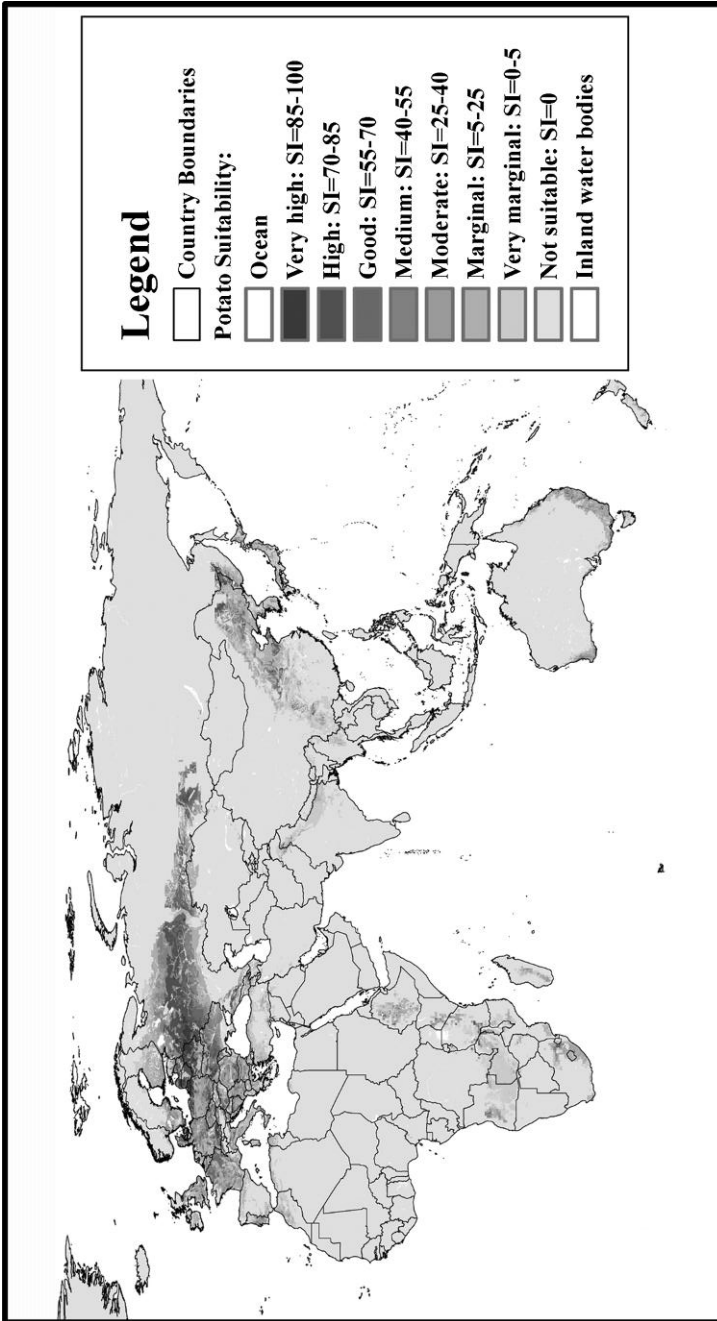 Legend
Country Boundaries
Potato Suitability:
Ocean
Very high: SI=85-100
High: SI=70-85
Good: SI=55-70
Medium: SI=40-55
Moderate: SI=25-40
Marginal: SI=5-25
Very marginal: SI=0-5
Not suitable: SI=0
Inland water bodies